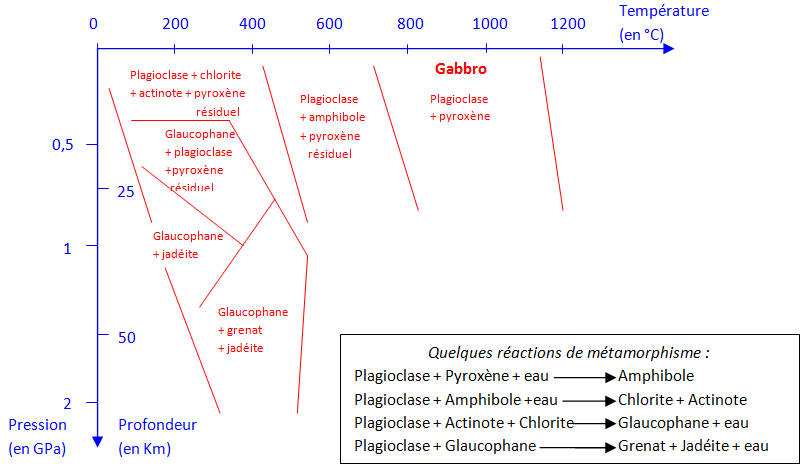 Température
(en °C)
0 200 400 600 800 1000 1200
Gabbro
Plagioclase + chlorite
+ actinote + pyroxène
résiduel
Plagioclase
+ amphibole
+ pyroxène
résiduel
Plagioclase
+ pyroxène
Glaucophane
+ plagioclase
+pyroxène
résiduel
0,5
25
Glaucophane
+ jadéite
1
Glaucophane
+ grenat
+ jadéite
50
2
Pression
(en GPa)
Profondeur
(en Km)
Quelques réactions de métamorphisme :
Plagioclase + Pyroxène + eau Amphibole
Plagioclase + Amphibole +eau Chlorite + Actinote
Plagioclase + Actinote + Chlorite Glaucophane + eau
Plagioclase + Glaucophane Grenat + Jadéite + eau